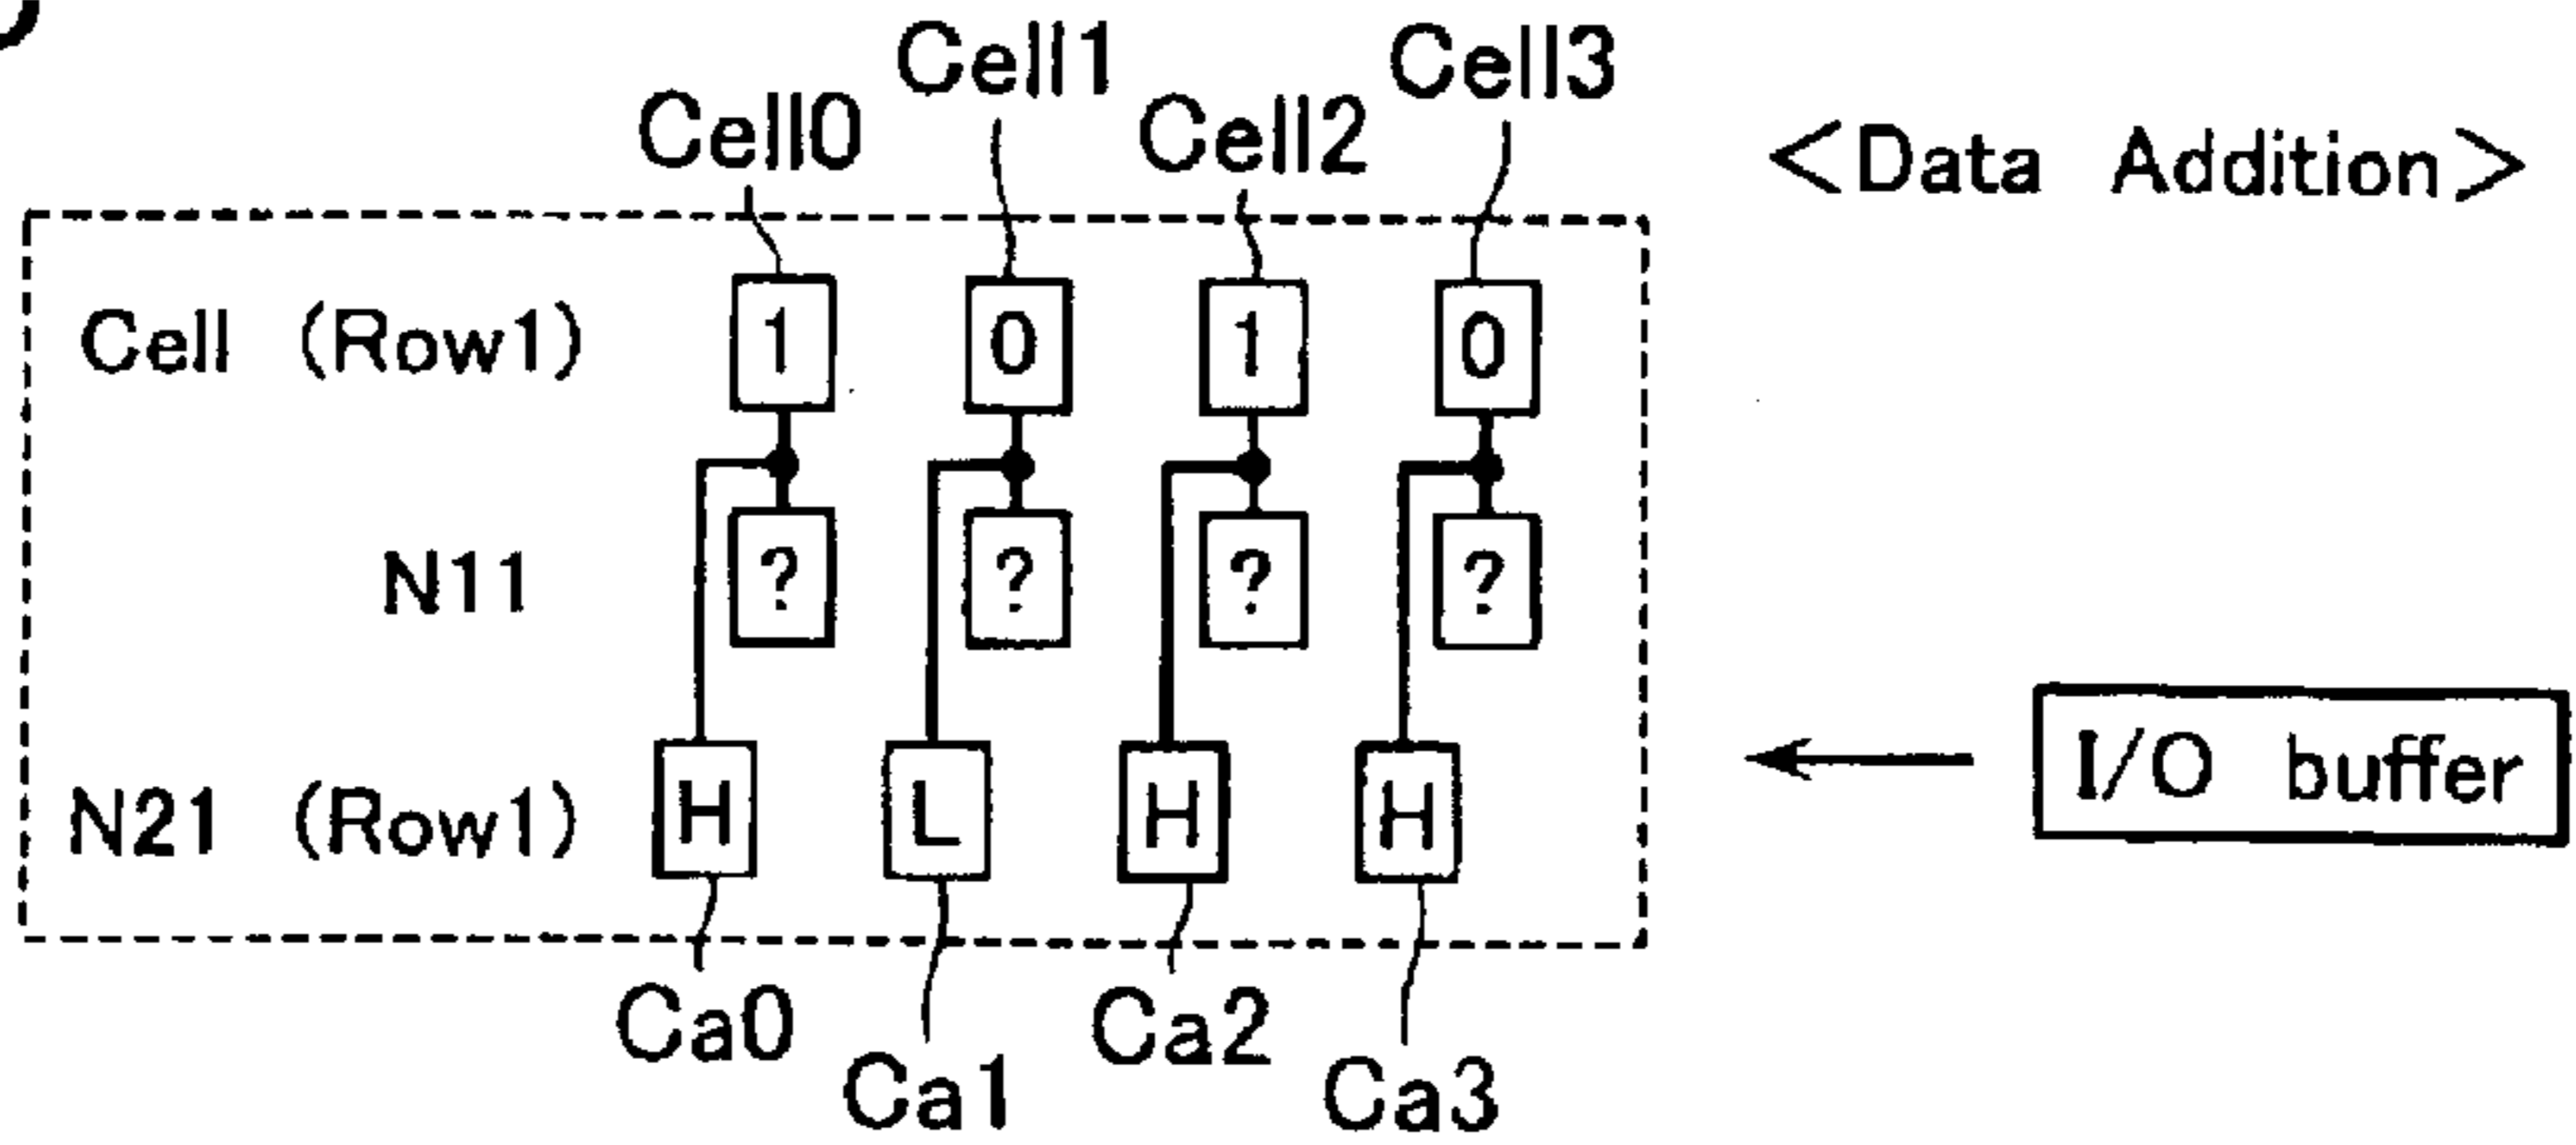 Cell0 Cell1 Cell2 Cell3
<Data Addition>
Cell (Row1) 1 0 1 0
N11 ? ? ? ?
N21 (Row1) H L H H
I/O buffer
Ca0 Ca1 Ca2 Ca3